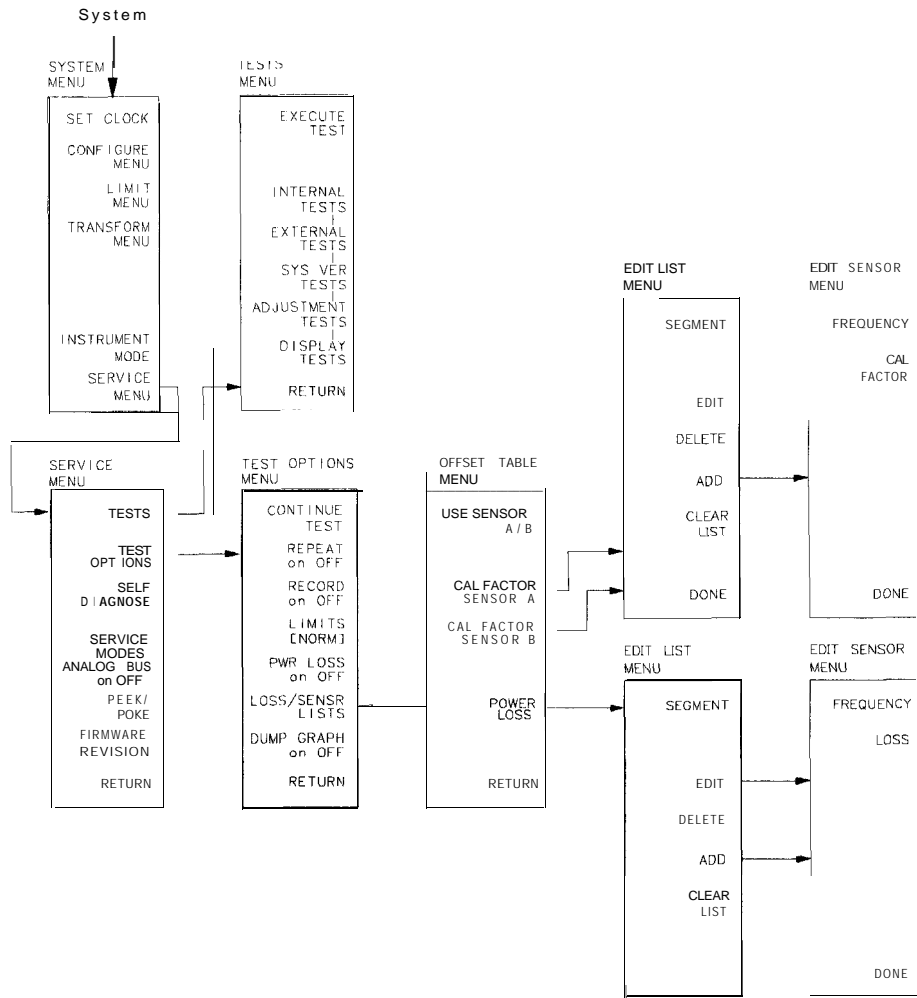 System
SYSTEM
MENU
SET CLOCK
CONFIGURE
MENU
LIMIT
MENU
TRANSFORM
MENU
INSTRUMENT
MODE
SERVICE
MENU
TESTS
MENU
EXECUTE
TEST
INTERNAL
TESTS
EXTERNAL
TESTS
SYS VER
TESTS
ADJUSTMENT
TESTS
DISPLAY
TESTS
RETURN
SERVICE
MENU
TESTS
TEST
OPTIONS
SELF
DIAGNOSE
SERVICE
MODES
ANALOG BUS
on OFF
PEEK/
POKE
FIRMWARE
REVISION
RETURN
TEST OPTIONS
MENU
CONTINUE
TEST
REPEAT
on OFF
RECORD
on OFF
LIMITS
[NORM]
PWR LOSS
on OFF
LOSS/SENSR
LISTS
DUMP GRAPH
on OFF
RETURN
OFFSET TABLE
MENU
USE SENSOR
A/B
CAL FACTOR
SENSOR A
CAL FACTOR
SENSOR B
POWER
LOSS
RETURN
EDIT LIST
MENU
SEGMENT
EDIT
DELETE
ADD
CLEAR
LIST
DONE
EDIT SENSOR
MENU
FREQUENCY
CAL
FACTOR
DONE
EDIT LIST
MENU
SEGMENT
EDIT
DELETE
ADD
CLEAR
LIST
EDIT SENSOR
MENU
FREQUENCY
LOSS
DONE